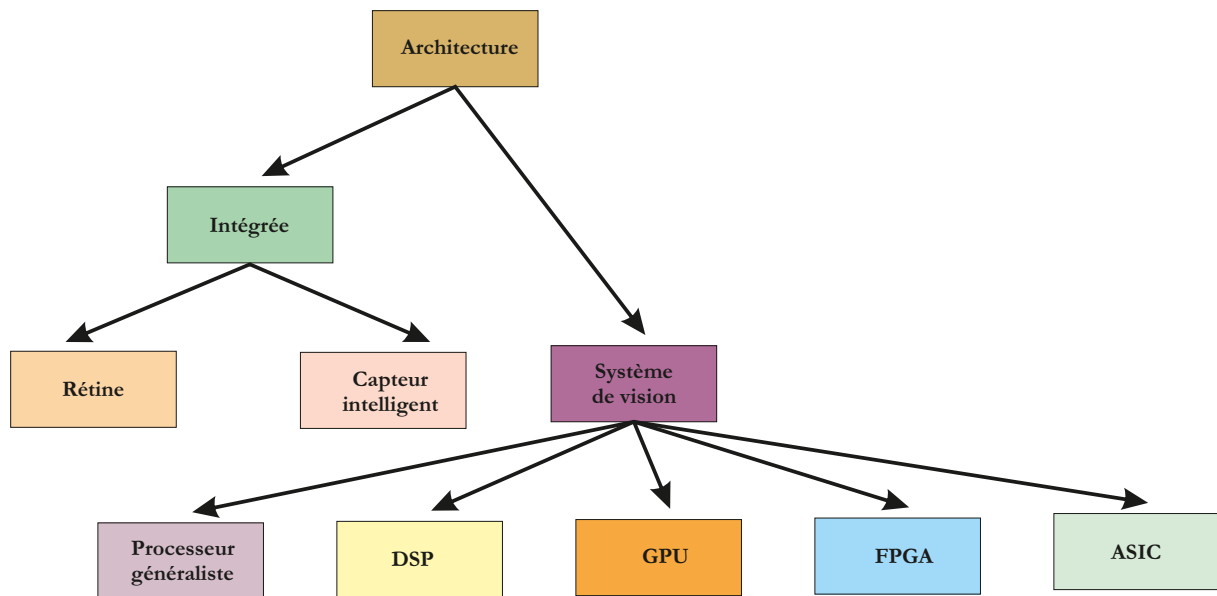 Architecture
Intégrée
Rétine
Capteur
intelligent
Système
de vision
Processeur
généraliste
DSP
GPU
FPGA
ASIC